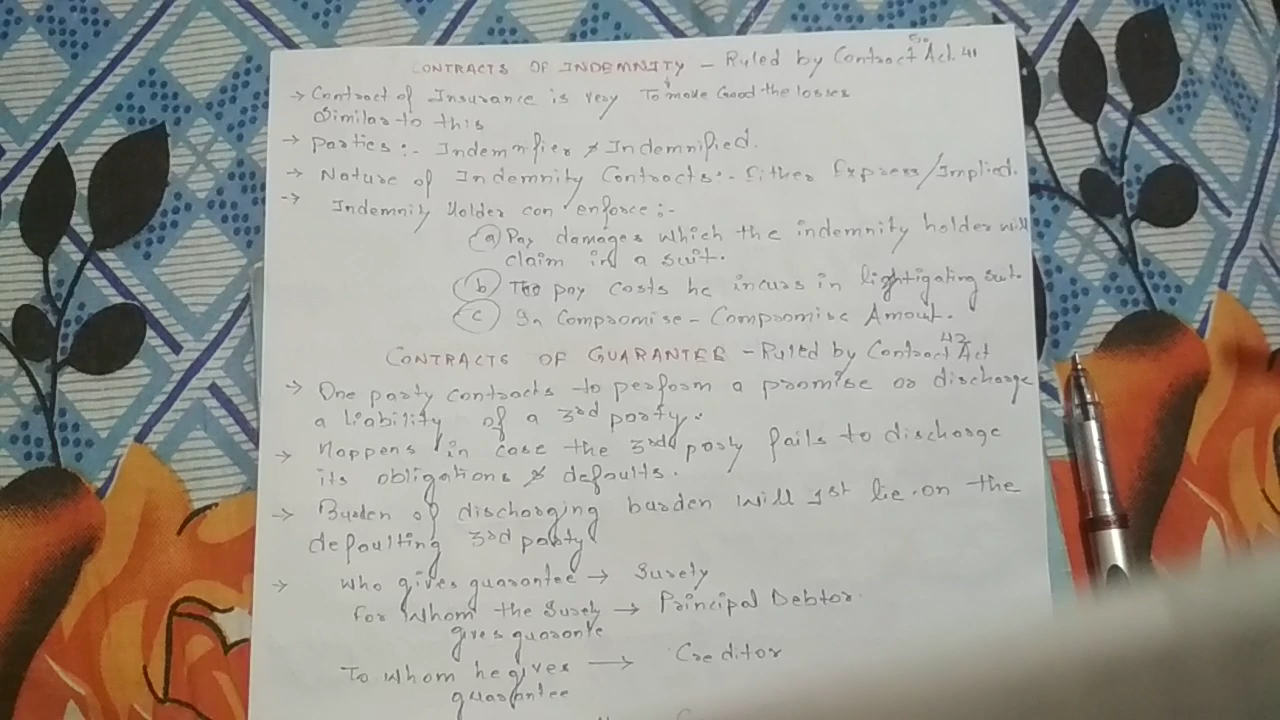 CONTRACTS OF INDEMNITY - Ruled by Contract Act. 41
50
→ Contract of Insurance is very To make Good the losses
Similar to this
→ Parties :- Indemnifier & Indemnified.
→ Nature of Indemnity Contracts:- Either Express/Implied.
→ Indemnity Holder can enforce :-
(a) Pay damages which the indemnity holder will
claim in a suit.
(b) To pay costs he incurs in lightigating suit.
(c) In Compromise - Compromise Amount.
CONTRACTS OF GUARANTEE - Ruled by Contract Act
42
→ One party contracts to perform a promise or discharge
a liability of a 3rd party.
→ Happens in case the 3rd party fails to discharge
its obligations & defaults.
→ Burden of discharging burden will 1st lie on the
defaulting 3rd party
→ Who gives guarantee → Surety
For Whom the Surety → Principal Debtor.
gives guarante
To whom he gives → Creditor
guarantee